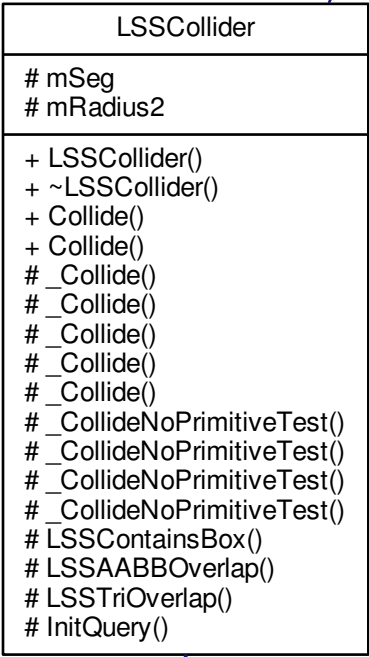 LSSCollider
# mSeg
# mRadius2
+ LSSCollider()
+ ~LSSCollider()
+ Collide()
+ Collide()
# _Collide()
# _Collide()
# _Collide()
# _Collide()
# _Collide()
# _CollideNoPrimitiveTest()
# _CollideNoPrimitiveTest()
# _CollideNoPrimitiveTest()
# _CollideNoPrimitiveTest()
# LSSContainsBox()
# LSSAABBOverlap()
# LSSTriOverlap()
# InitQuery()